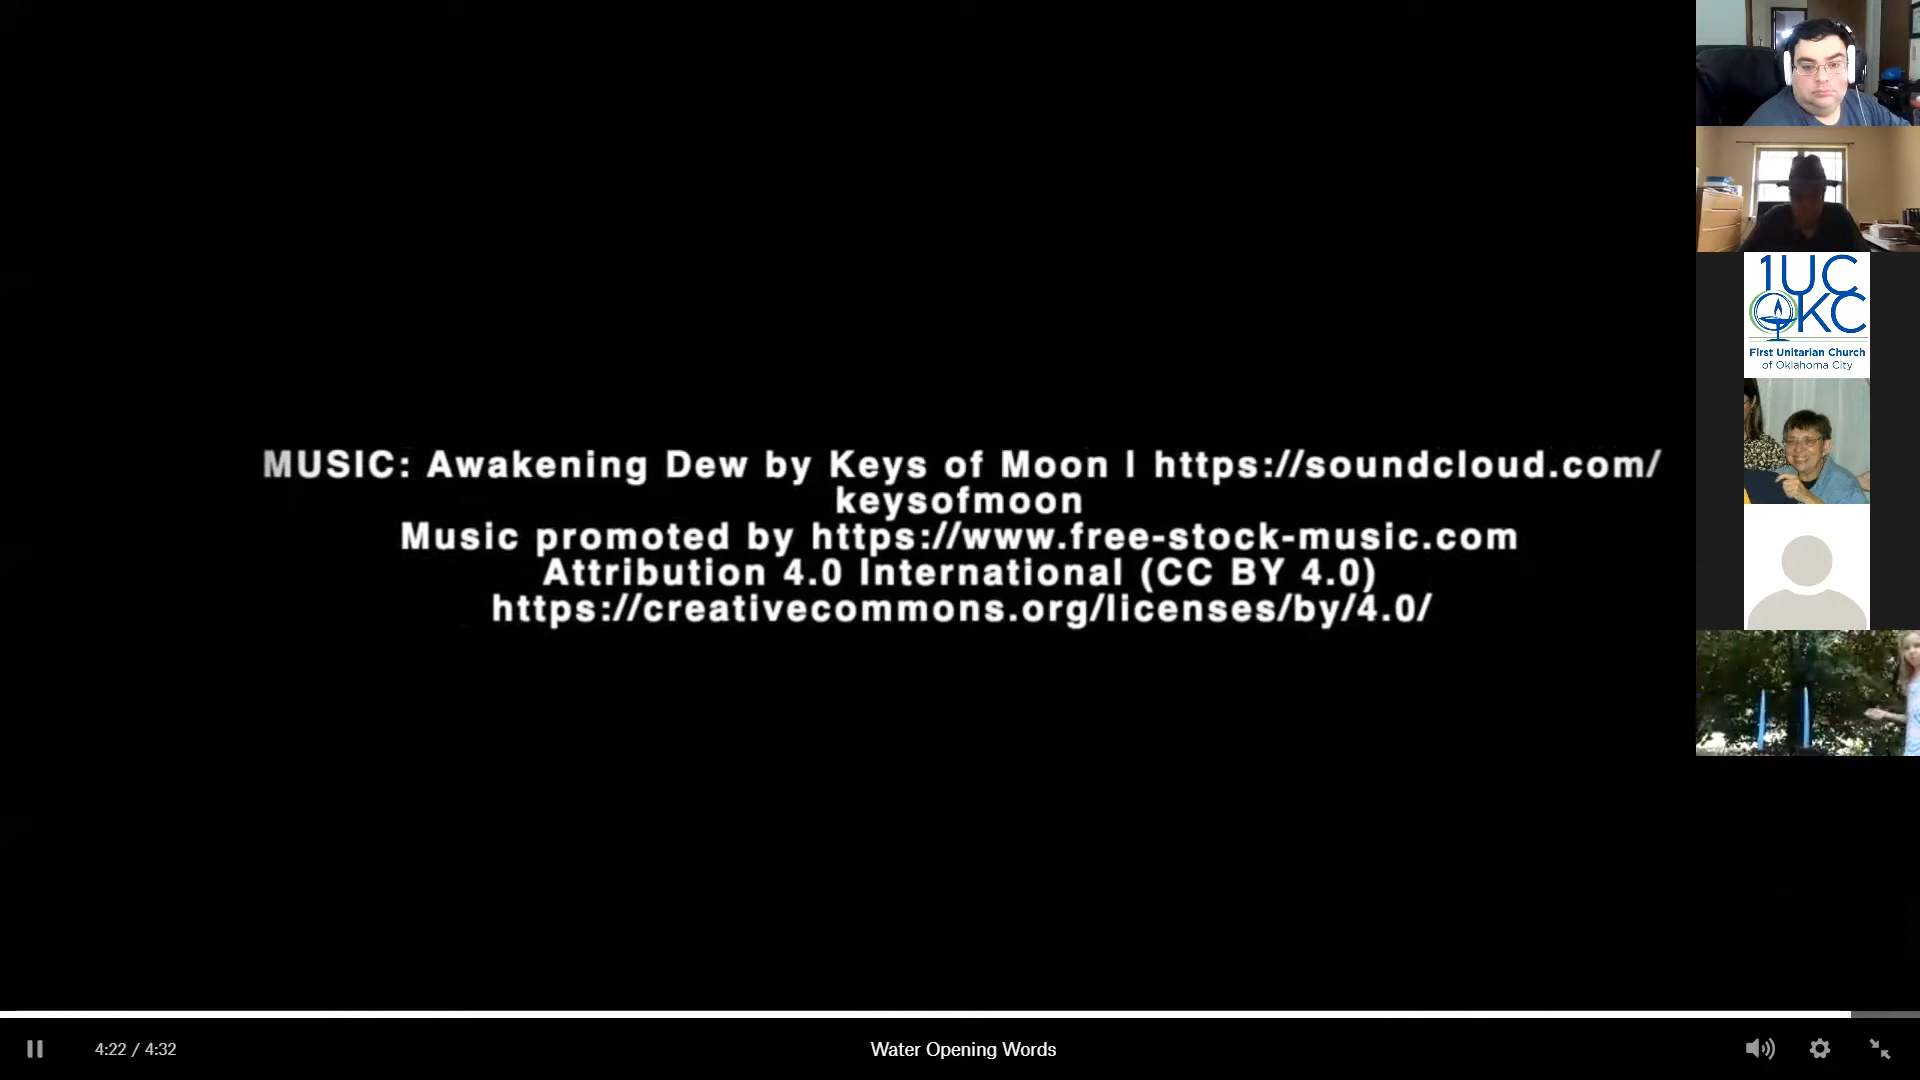 MUSIC: Awakening Dew by Keys of Moon | https://soundcloud.com/
keysofmoon
Music promoted by https://www.free-stock-music.com
Attribution 4.0 International (CC BY 4.0)
https://creativecommons.org/licenses/by/4.0/
1UC
OKC
First Unitarian Church
of Oklahoma City
4:22 / 4:32
Water Opening Words